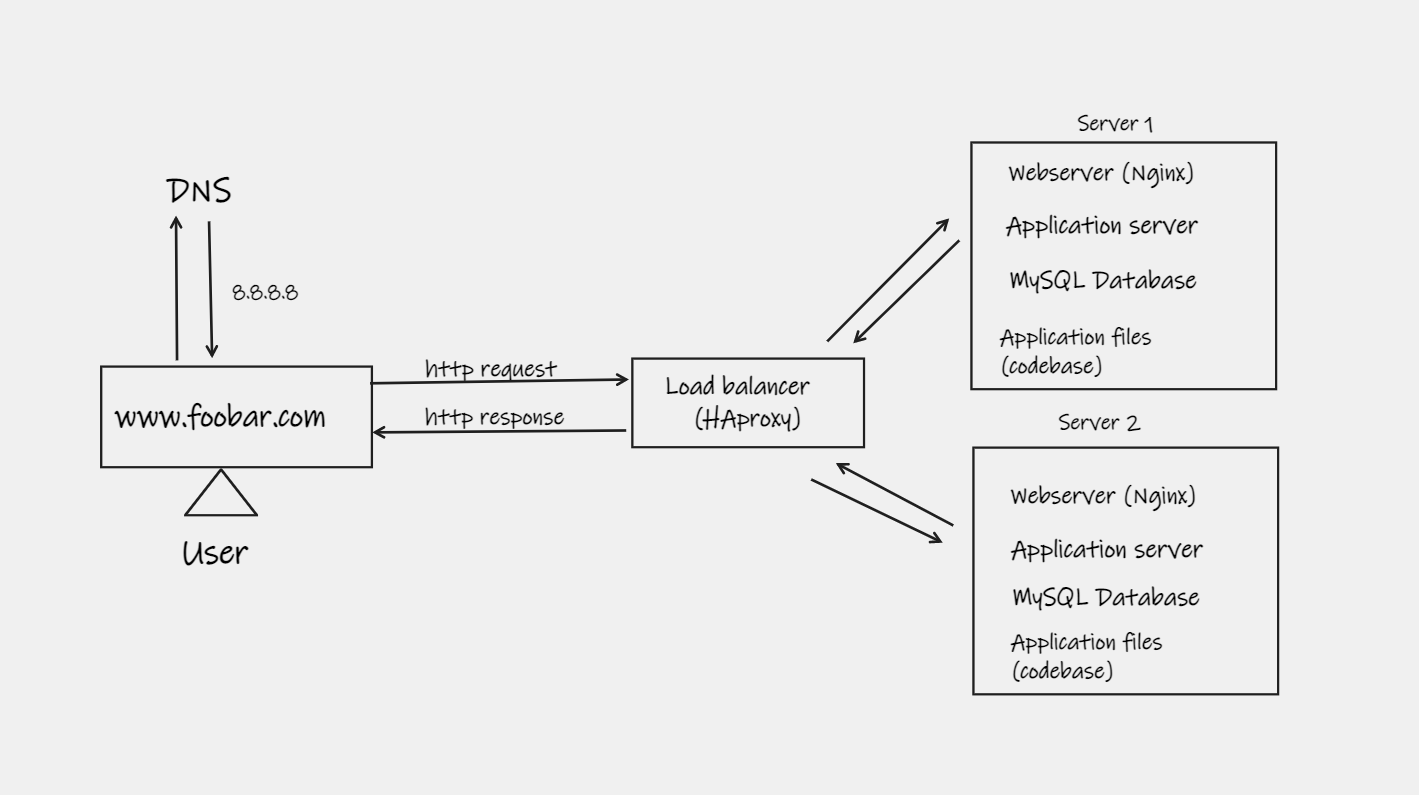 DNS
8.8.8.8
www.foobar.com
User
http request
http response
Load balancer
(HAproxy)
Server 1
Webserver (Nginx)
Application server
MySQL Database
Application files
(codebase)
Server 2
Webserver (Nginx)
Application server
MySQL Database
Application files
(codebase)